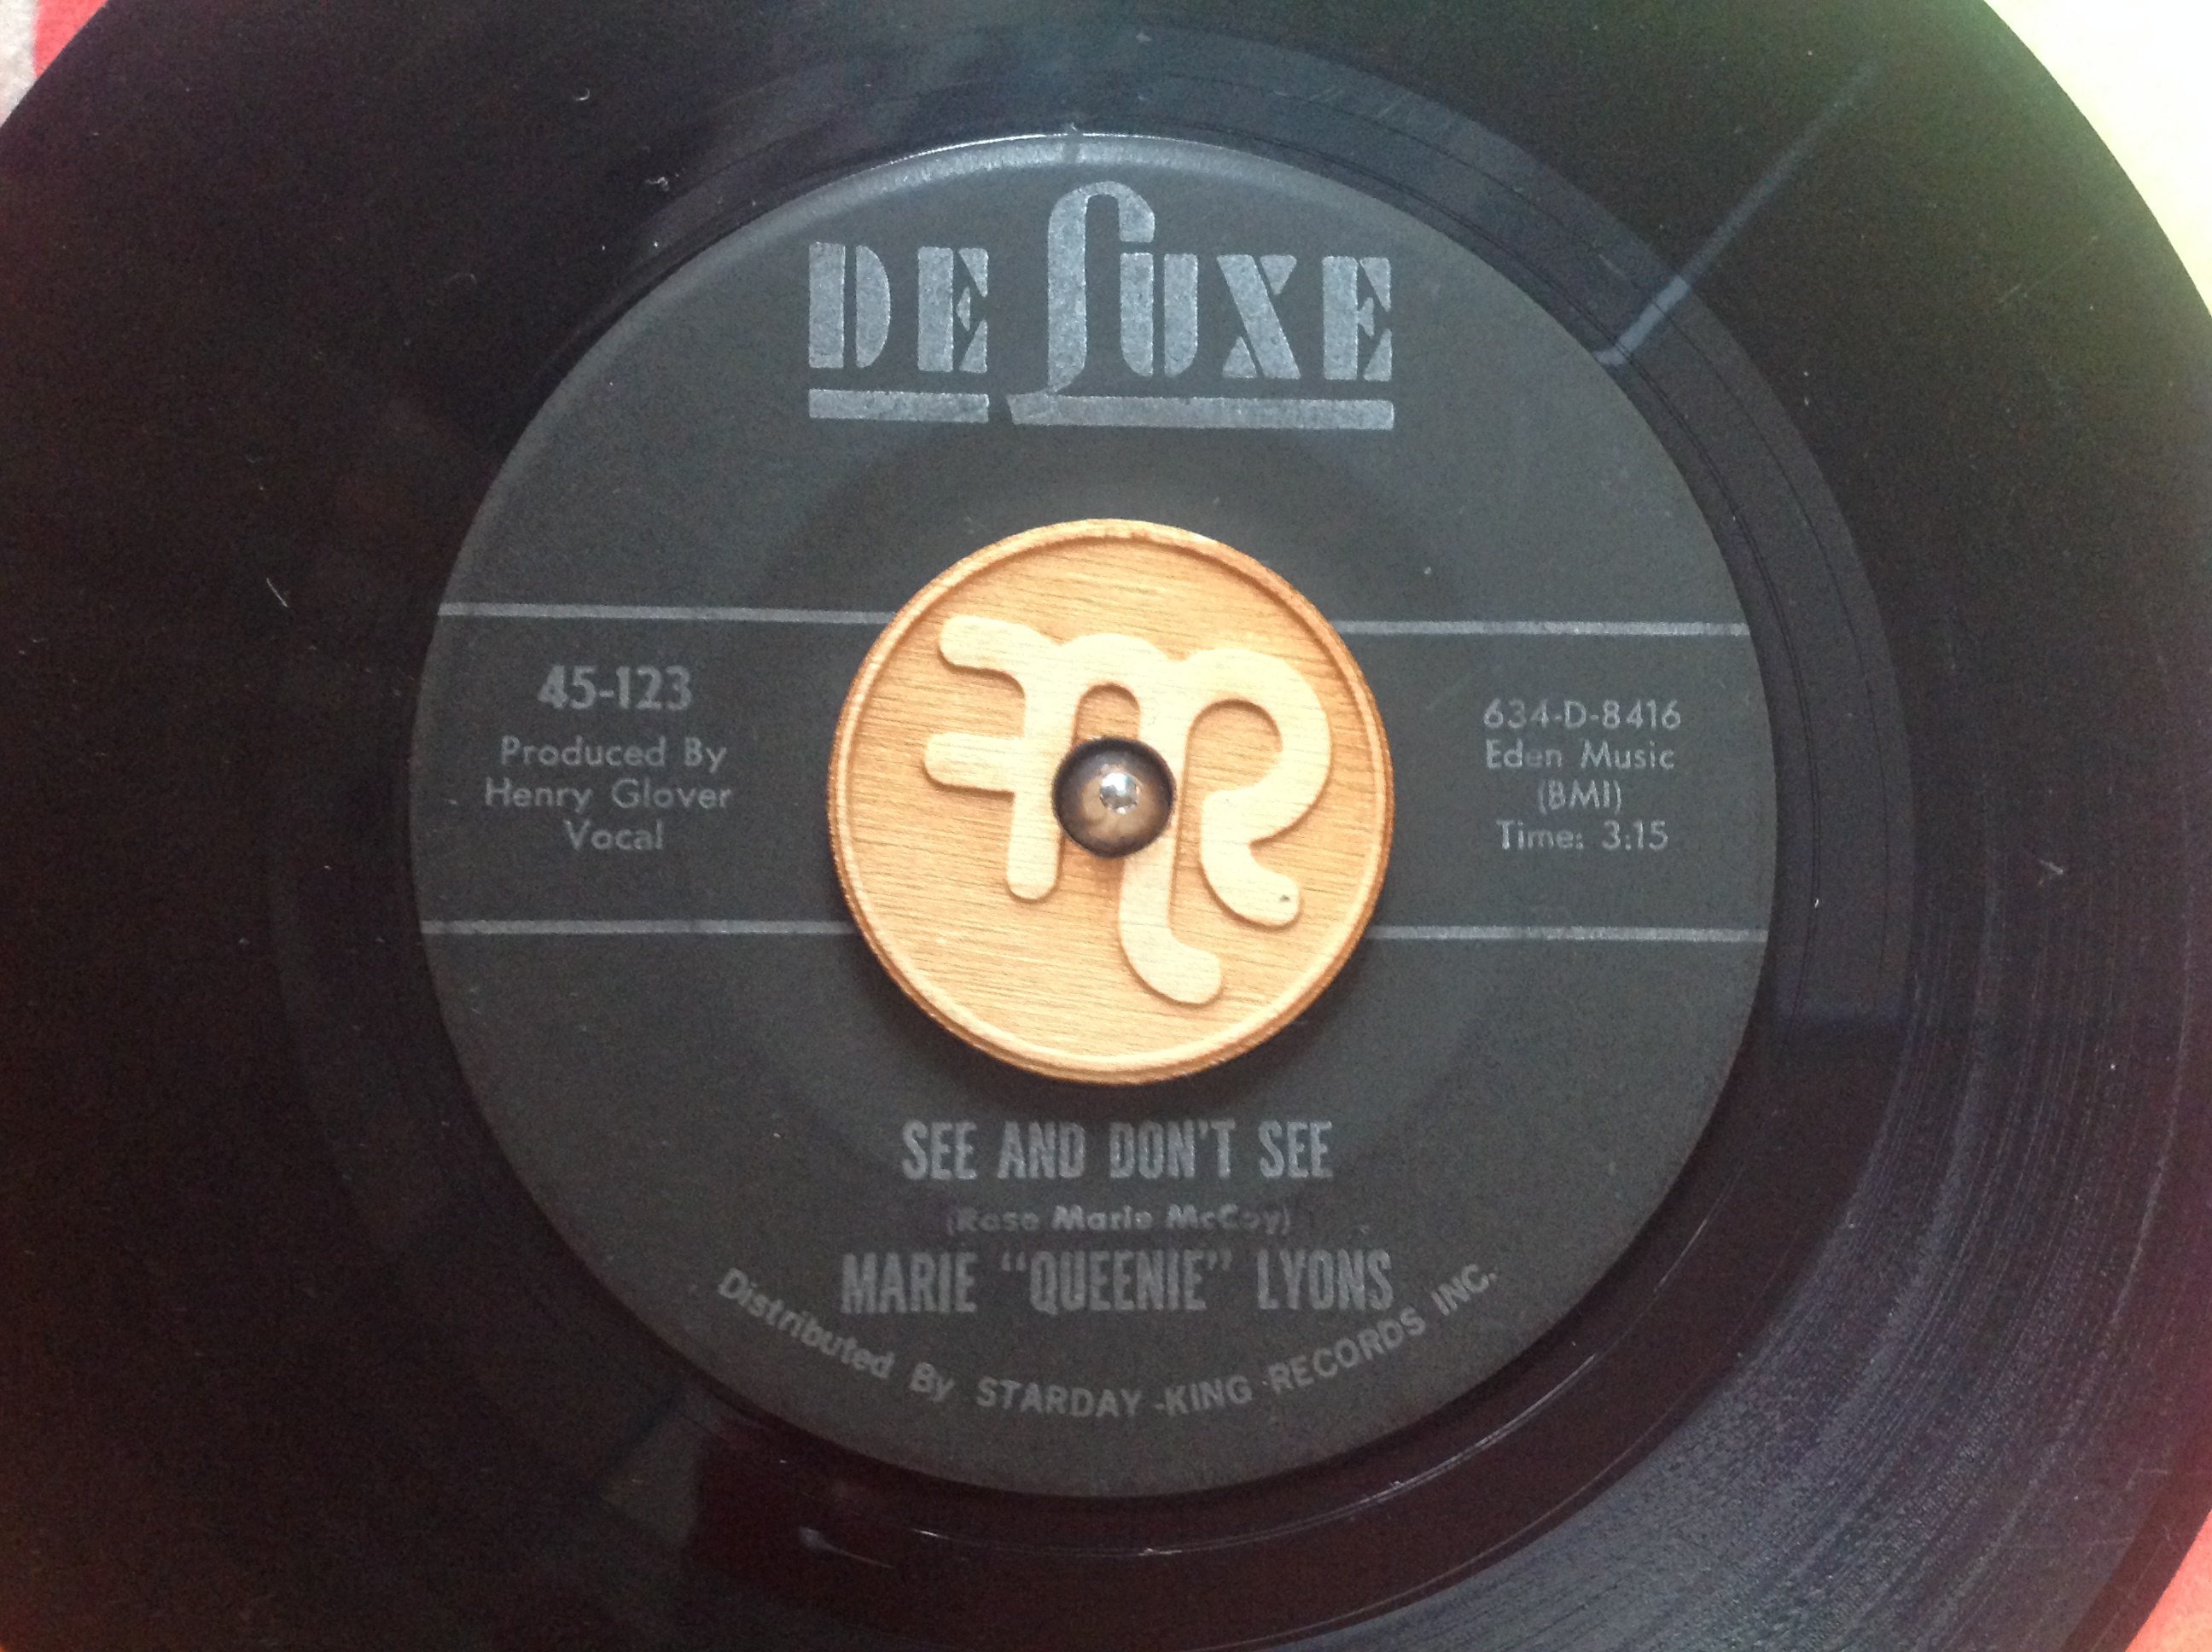 DE LUXE
45-123
Produced By
Henry Glover
Vocal
634-D-8416
Eden Music
(BMI)
Time: 3:15
SEE AND DON'T SEE
(Rose Marie McCoy)
MARIE "QUEENIE" LYONS
Distributed By STARDAY-KING RECORDS INC.